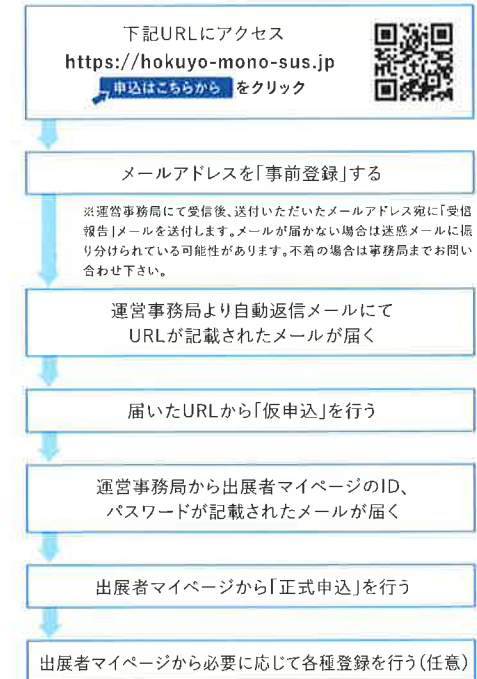 下記URLにアクセス
https://hokuyo-mono-sus.jp
申込はこちらから をクリック
メールアドレスを「事前登録」する
※運営事務局にて受信後、送付いただいたメールアドレス宛に「受信
報告」メールを送付します。メールが届かない場合は迷惑メールに振
り分けられている可能性があります。不着の場合は事務局までお問い
合わせ下さい。
運営事務局より自動返信メールにて
URLが記載されたメールが届く
届いたURLから「仮申込」を行う
運営事務局から出展者マイページのID、
パスワードが記載されたメールが届く
出展者マイページから「正式申込」を行う
出展者マイページから必要に応じて各種登録を行う(任意)